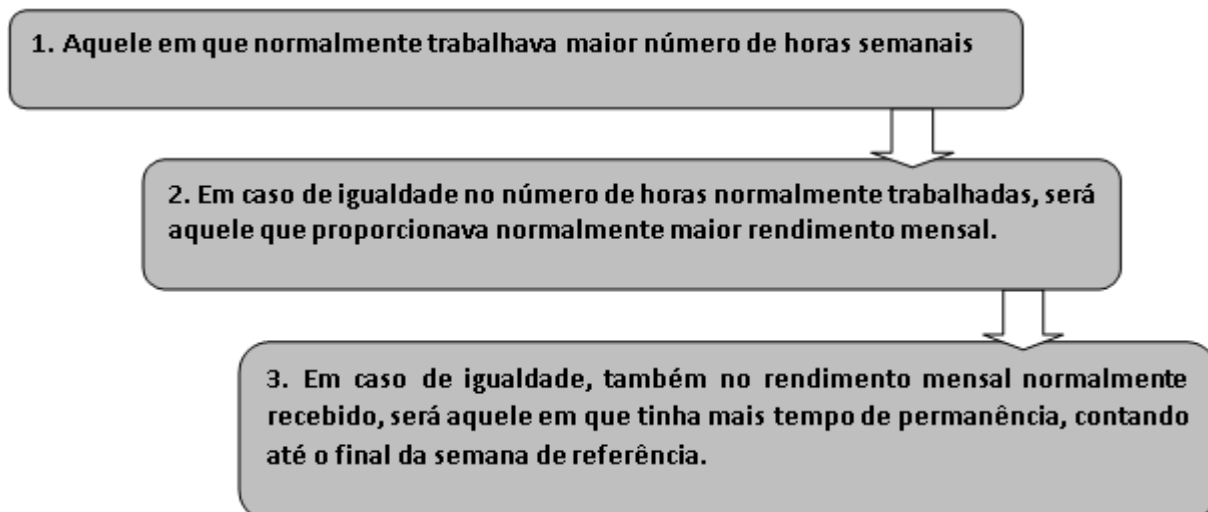 1. Aquele em que normalmente trabalhava maior número de horas semanais
2. Em caso de igualdade no número de horas normalmente trabalhadas, será
aquele que proporcionava normalmente maior rendimento mensal.
3. Em caso de igualdade, também no rendimento mensal normalmente
recebido, será aquele em que tinha mais tempo de permanência, contando
até o final da semana de referência.